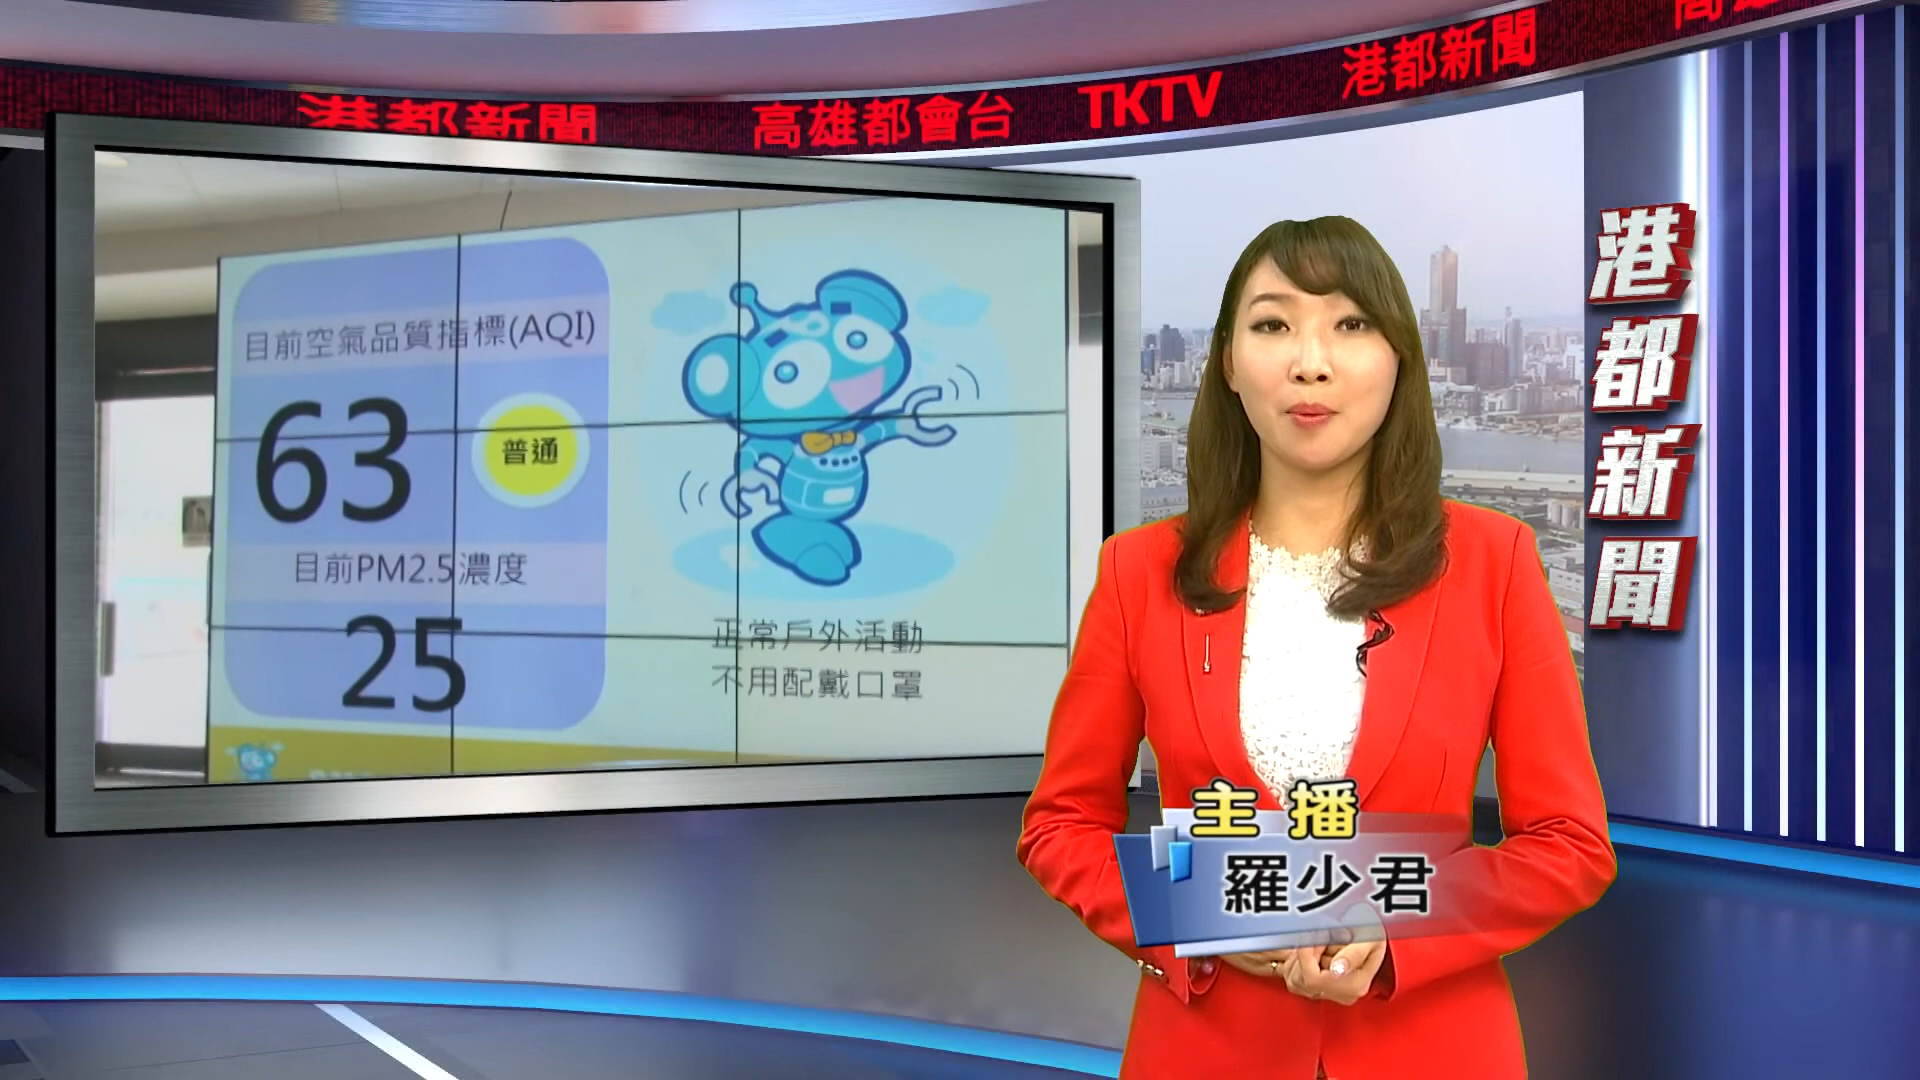 港都新聞
高雄都會台
TKTV
港都新聞
高雄
目前空氣品質指標(AQI)
63
普通
目前PM2.5濃度
25
正常戶外活動
不用配戴口罩
港都新聞
主播
羅少君